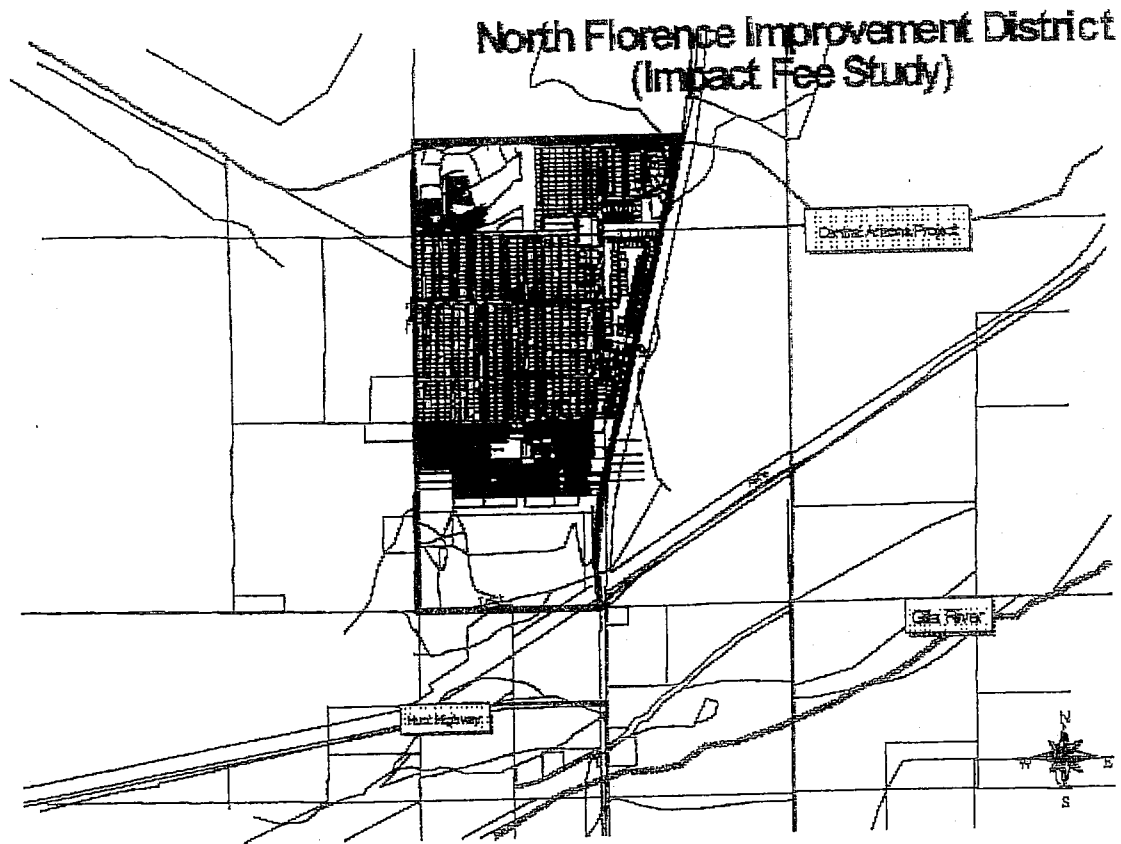 North Florence Improvement District
(Impact Fee Study)
Central Arizona Project
Gila River
Hunt Highway
N
W
E
S